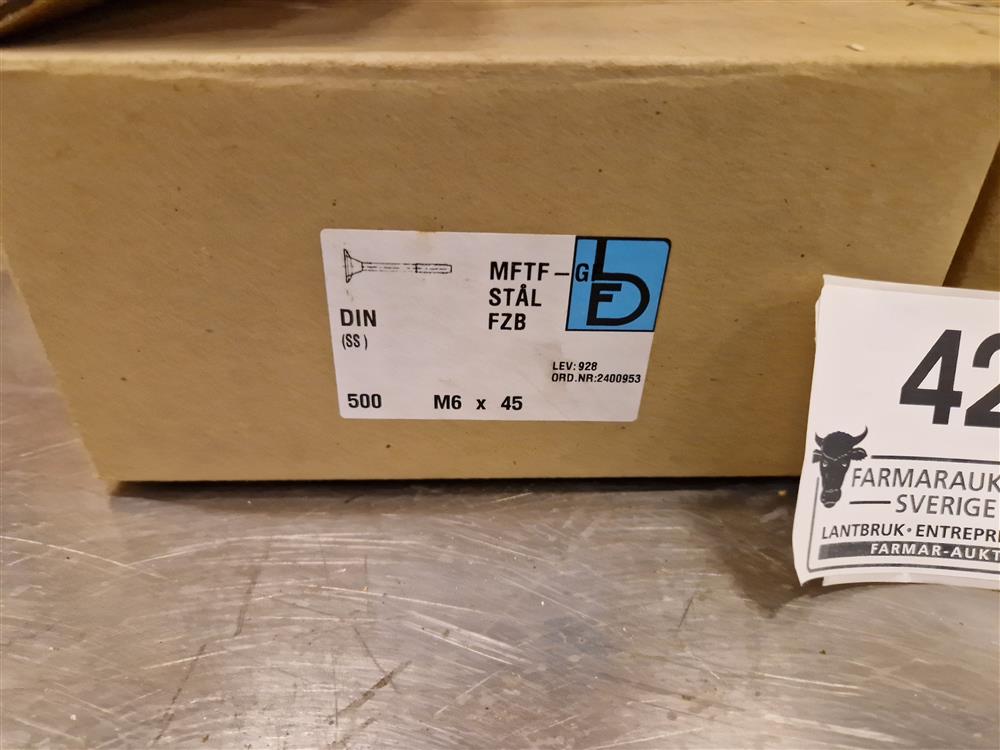 MFTF-G
STÅL
FZB
DIN
(SS)
LEV: 928
ORD.NR:2400953
500 M6 x 45
42
FARMARAUK
SVERIGE
LANTBRUK·ENTREPRE
FARMAR-AUKT